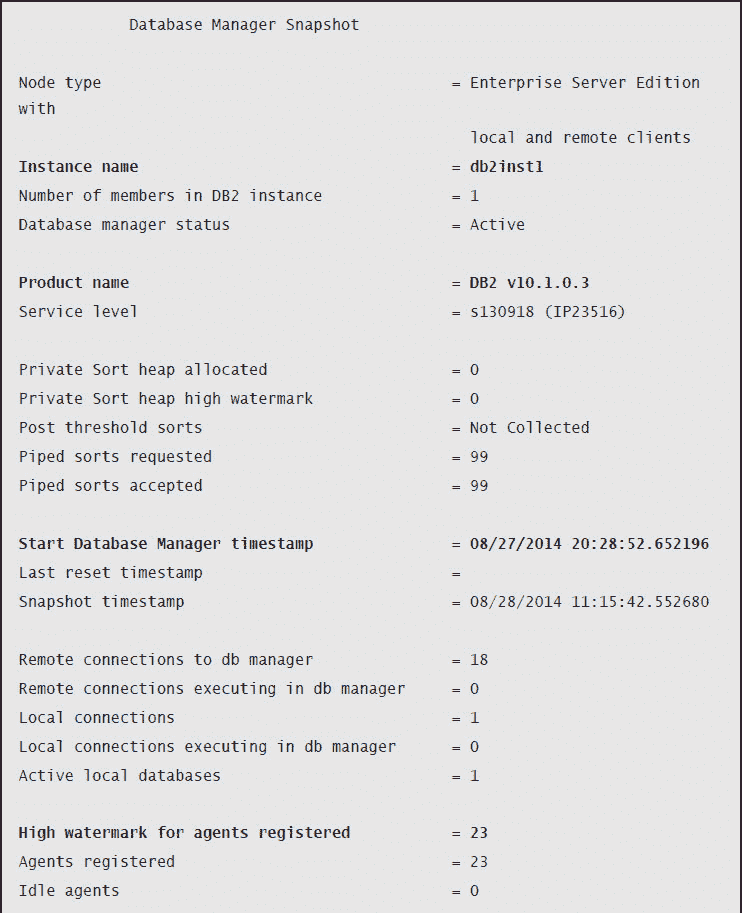 Database Manager Snapshot
Node type = Enterprise Server Edition
with
local and remote clients
Instance name = db2inst1
Number of members in DB2 instance = 1
Database manager status = Active
Product name = DB2 v10.1.0.3
Service level = s130918 (IP23516)
Private Sort heap allocated = 0
Private Sort heap high watermark = 0
Post threshold sorts = Not Collected
Piped sorts requested = 99
Piped sorts accepted = 99
Start Database Manager timestamp = 08/27/2014 20:28:52.652196
Last reset timestamp =
Snapshot timestamp = 08/28/2014 11:15:42.552680
Remote connections to db manager = 18
Remote connections executing in db manager = 0
Local connections = 1
Local connections executing in db manager = 0
Active local databases = 1
High watermark for agents registered = 23
Agents registered = 23
Idle agents = 0